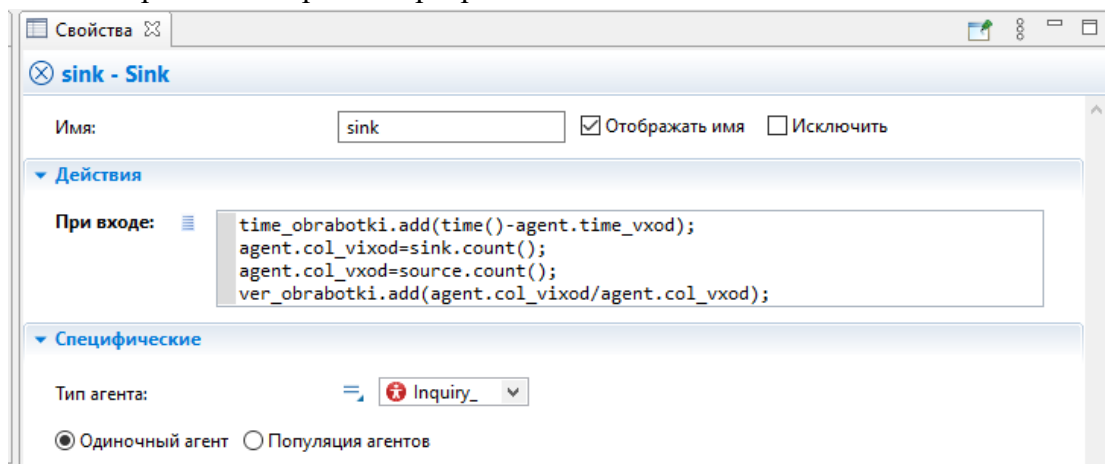 Свойства
sink - Sink
Имя: sink Отображать имя Исключить
Действия
При входе: time_obrabotki.add(time()-agent.time_vxod);
agent.col_vixod=sink.count();
agent.col_vxod=source.count();
ver_obrabotki.add(agent.col_vixod/agent.col_vxod);
Специфические
Тип агента: Inquiry_
Одиночный агент Популяция агентов